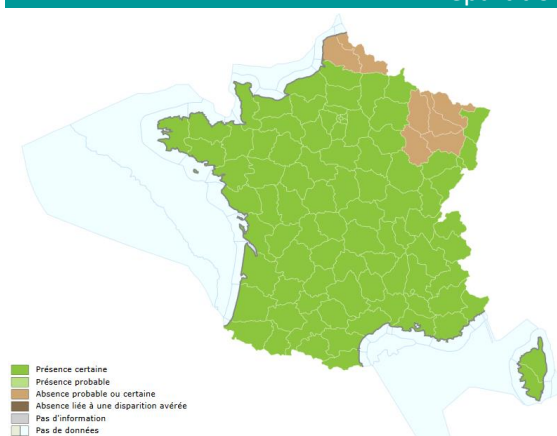 Présence certaine
Présence probable
Absence probable ou certaine
Absence liée à une disparition avérée
Pas d'information
Pas de données